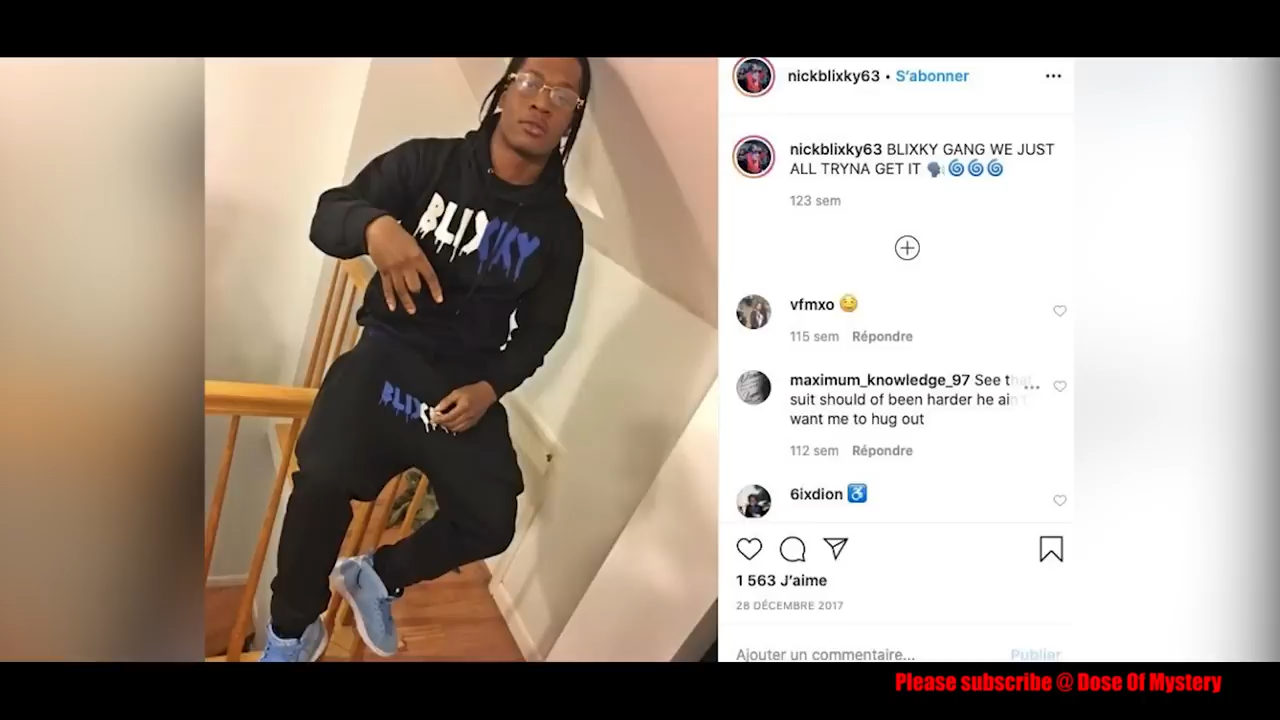 BLIXKY
BLIX
nickblixky63 • S'abonner
nickblixky63 BLIXKY GANG WE JUST
ALL TRYNA GET IT 🗣️🌀🌀🌀
123 sem
vfmxo 😏
115 sem Répondre
maximum_knowledge_97 See that
suit should of been harder he ain't
want me to hug out
112 sem Répondre
6ixdion ♿
1 563 J'aime
28 DÉCEMBRE 2017
Ajouter un commentaire... Publier
Please subscribe @ Dose Of Mystery